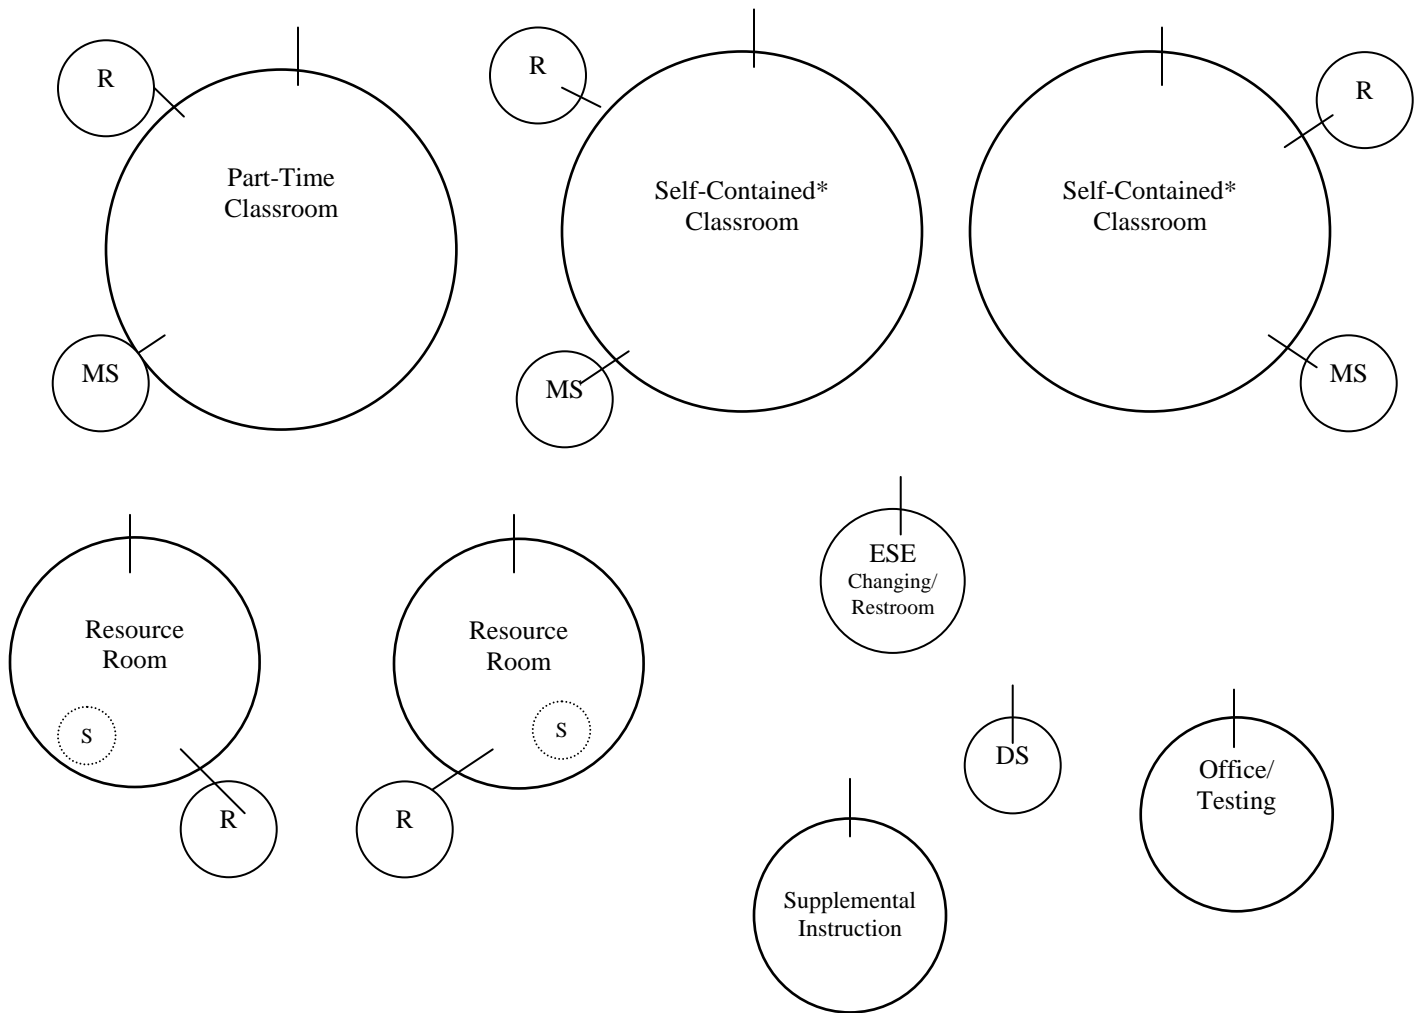 R
R
R
Part-Time
Classroom
Self-Contained*
Classroom
Self-Contained*
Classroom
MS
MS
MS
ESE
Changing/
Restroom
Resource
Room
Resource
Room
S
S
DS
Office/
Testing
R
R
Supplemental
Instruction